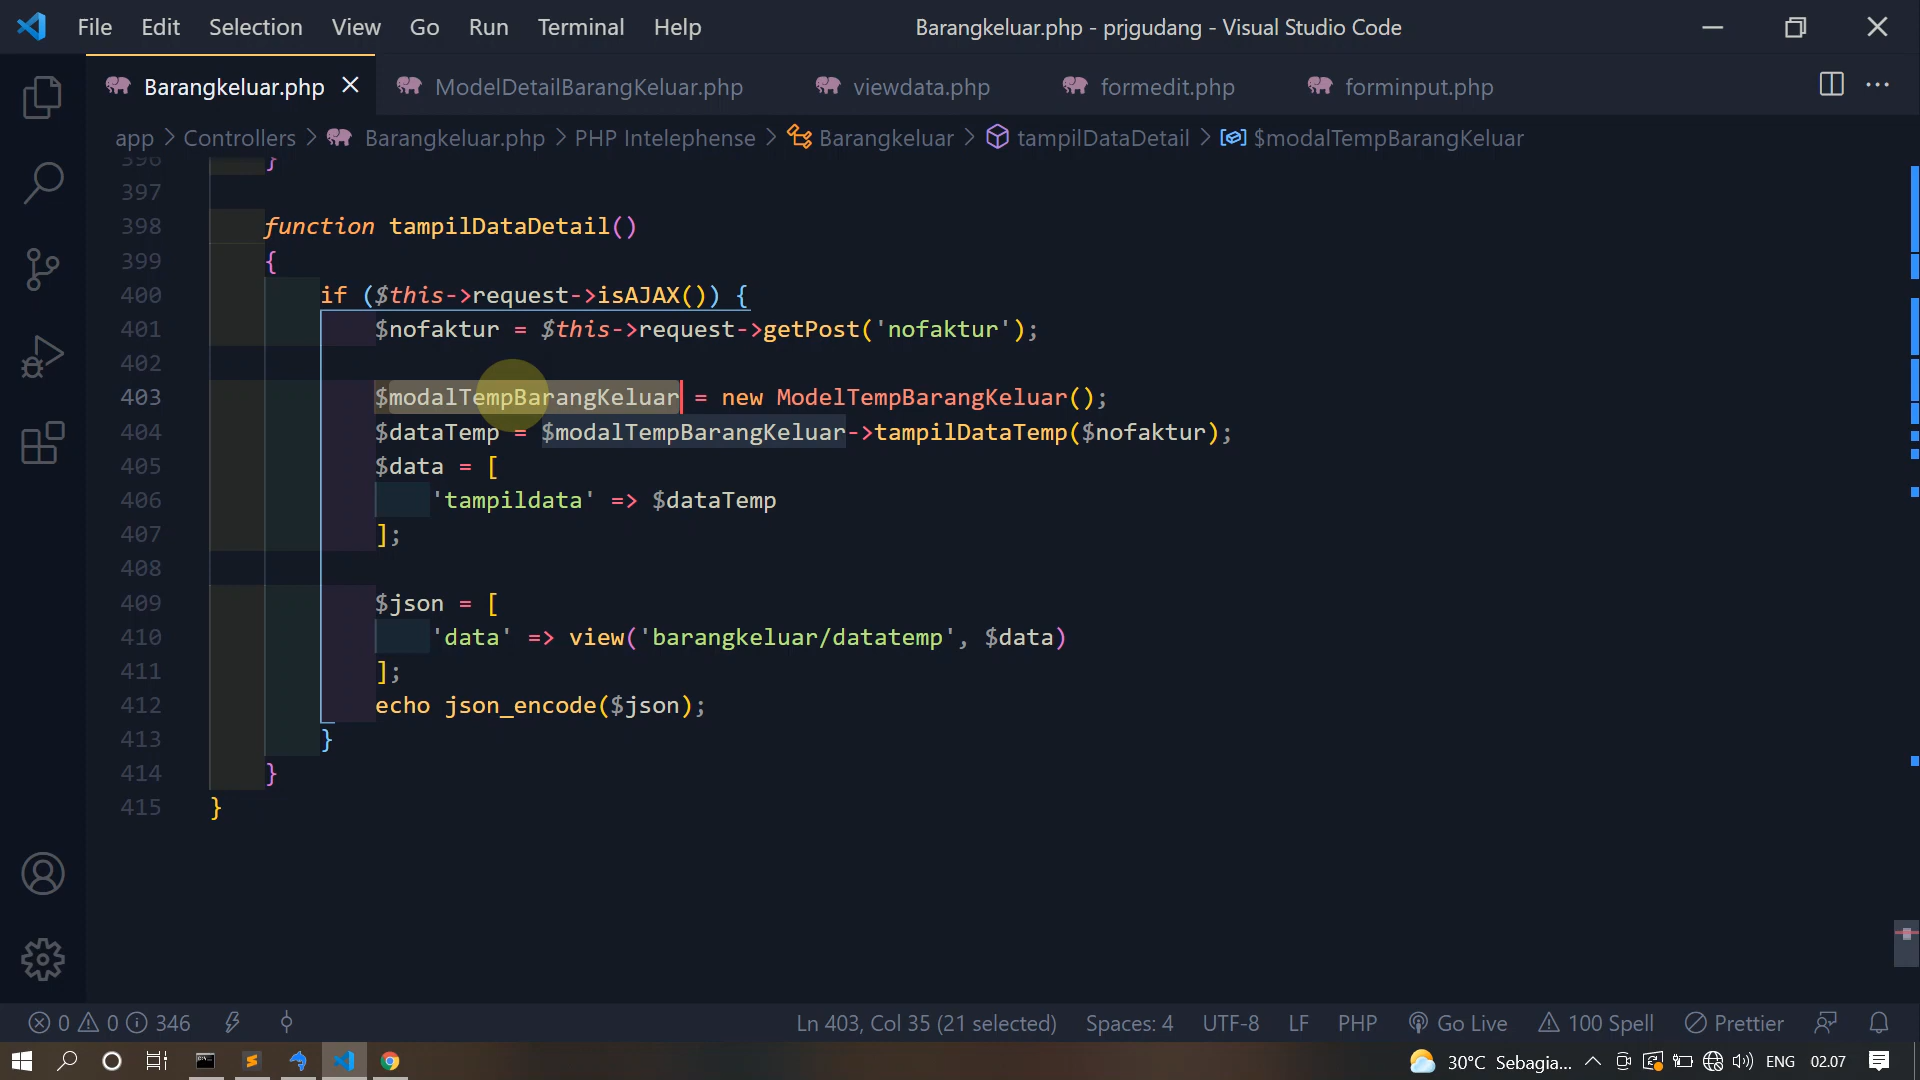 File Edit Selection View Go Run Terminal Help Barangkeluar.php - prjgudang - Visual Studio Code
Barangkeluar.php ModelDetailBarangKeluar.php viewdata.php formedit.php forminput.php
app > Controllers > Barangkeluar.php > PHP Intelephense > Barangkeluar > tampilDataDetail > $modalTempBarangKeluar
396 }
397
398 function tampilDataDetail()
399 {
400 if ($this->request->isAJAX()) {
401 $nofaktur = $this->request->getPost('nofaktur');
402
403 $modalTempBarangKeluar = new ModelTempBarangKeluar();
404 $dataTemp = $modalTempBarangKeluar->tampilDataTemp($nofaktur);
405 $data = [
406 'tampildata' => $dataTemp
407 ];
408
409 $json = [
410 'data' => view('barangkeluar/datatemp', $data)
411 ];
412 echo json_encode($json);
413 }
414 }
415 }
0 0 346 Ln 403, Col 35 (21 selected) Spaces: 4 UTF-8 LF PHP Go Live 100 Spell Prettier
30°C Sebagia... ENG 02.07